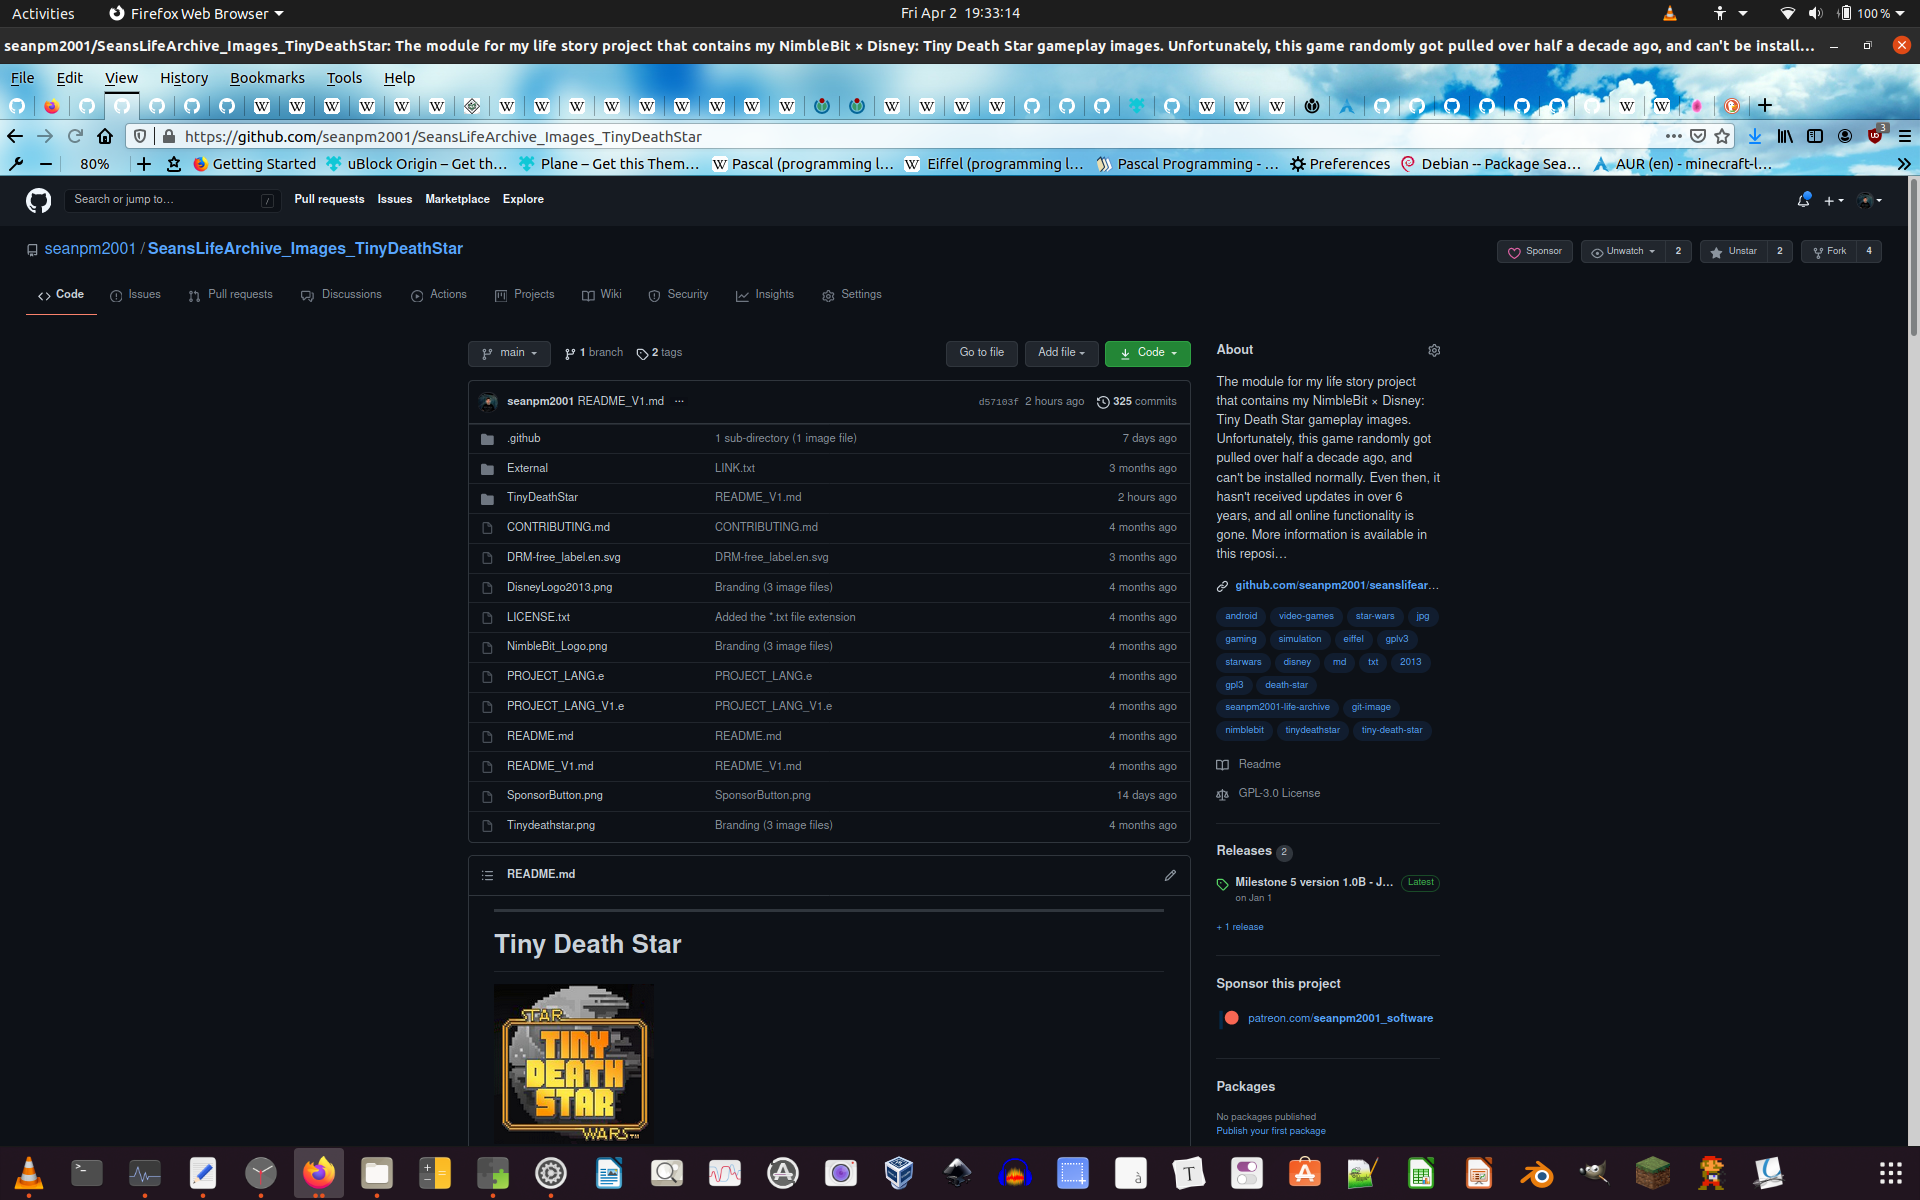 Activities
Firefox Web Browser
Fri Apr 2 19:33:14
100 %
seanpm2001/SeansLifeArchive_Images_TinyDeathStar: The module for my life story project that contains my NimbleBit × Disney: Tiny Death Star gameplay images. Unfortunately, this game randomly got pulled over half a decade ago, and can't be install…
File Edit View History Bookmarks Tools Help
https://github.com/seanpm2001/SeansLifeArchive_Images_TinyDeathStar
3
80%
Getting Started
uBlock Origin – Get th…
Plane – Get this Them…
Pascal (programming l…
Eiffel (programming l…
Pascal Programming - …
Preferences
Debian -- Package Sea…
AUR (en) - minecraft-l…
Search or jump to…
/
Pull requests Issues Marketplace Explore
seanpm2001 / SeansLifeArchive_Images_TinyDeathStar
Sponsor
Unwatch 2
Unstar 2
Fork 4
Code
Issues
Pull requests
Discussions
Actions
Projects
Wiki
Security
Insights
Settings
main
1 branch
2 tags
Go to file
Add file
Code
seanpm2001 README_V1.md ...
d57103f 2 hours ago 325 commits
.github 1 sub-directory (1 image file) 7 days ago
External LINK.txt 3 months ago
TinyDeathStar README_V1.md 2 hours ago
CONTRIBUTING.md CONTRIBUTING.md 4 months ago
DRM-free_label.en.svg DRM-free_label.en.svg 3 months ago
DisneyLogo2013.png Branding (3 image files) 4 months ago
LICENSE.txt Added the *.txt file extension 4 months ago
NimbleBit_Logo.png Branding (3 image files) 4 months ago
PROJECT_LANG.e PROJECT_LANG.e 4 months ago
PROJECT_LANG_V1.e PROJECT_LANG_V1.e 4 months ago
README.md README.md 4 months ago
README_V1.md README_V1.md 4 months ago
SponsorButton.png SponsorButton.png 14 days ago
Tinydeathstar.png Branding (3 image files) 4 months ago
README.md
Tiny Death Star
STAR
TINY
DEATH
STAR
WARS™
About
The module for my life story project
that contains my NimbleBit × Disney:
Tiny Death Star gameplay images.
Unfortunately, this game randomly got
pulled over half a decade ago, and
can't be installed normally. Even then, it
hasn't received updates in over 6
years, and all online functionality is
gone. More information is available in
this reposi…
github.com/seanpm2001/seanslifear…
android video-games star-wars jpg
gaming simulation eiffel gplv3
starwars disney md txt 2013
gpl3 death-star
seanpm2001-life-archive git-image
nimblebit tinydeathstar tiny-death-star
Readme
GPL-3.0 License
Releases 2
Milestone 5 version 1.0B - J… Latest
on Jan 1
+ 1 release
Sponsor this project
patreon.com/seanpm2001_software
Packages
No packages published
Publish your first package